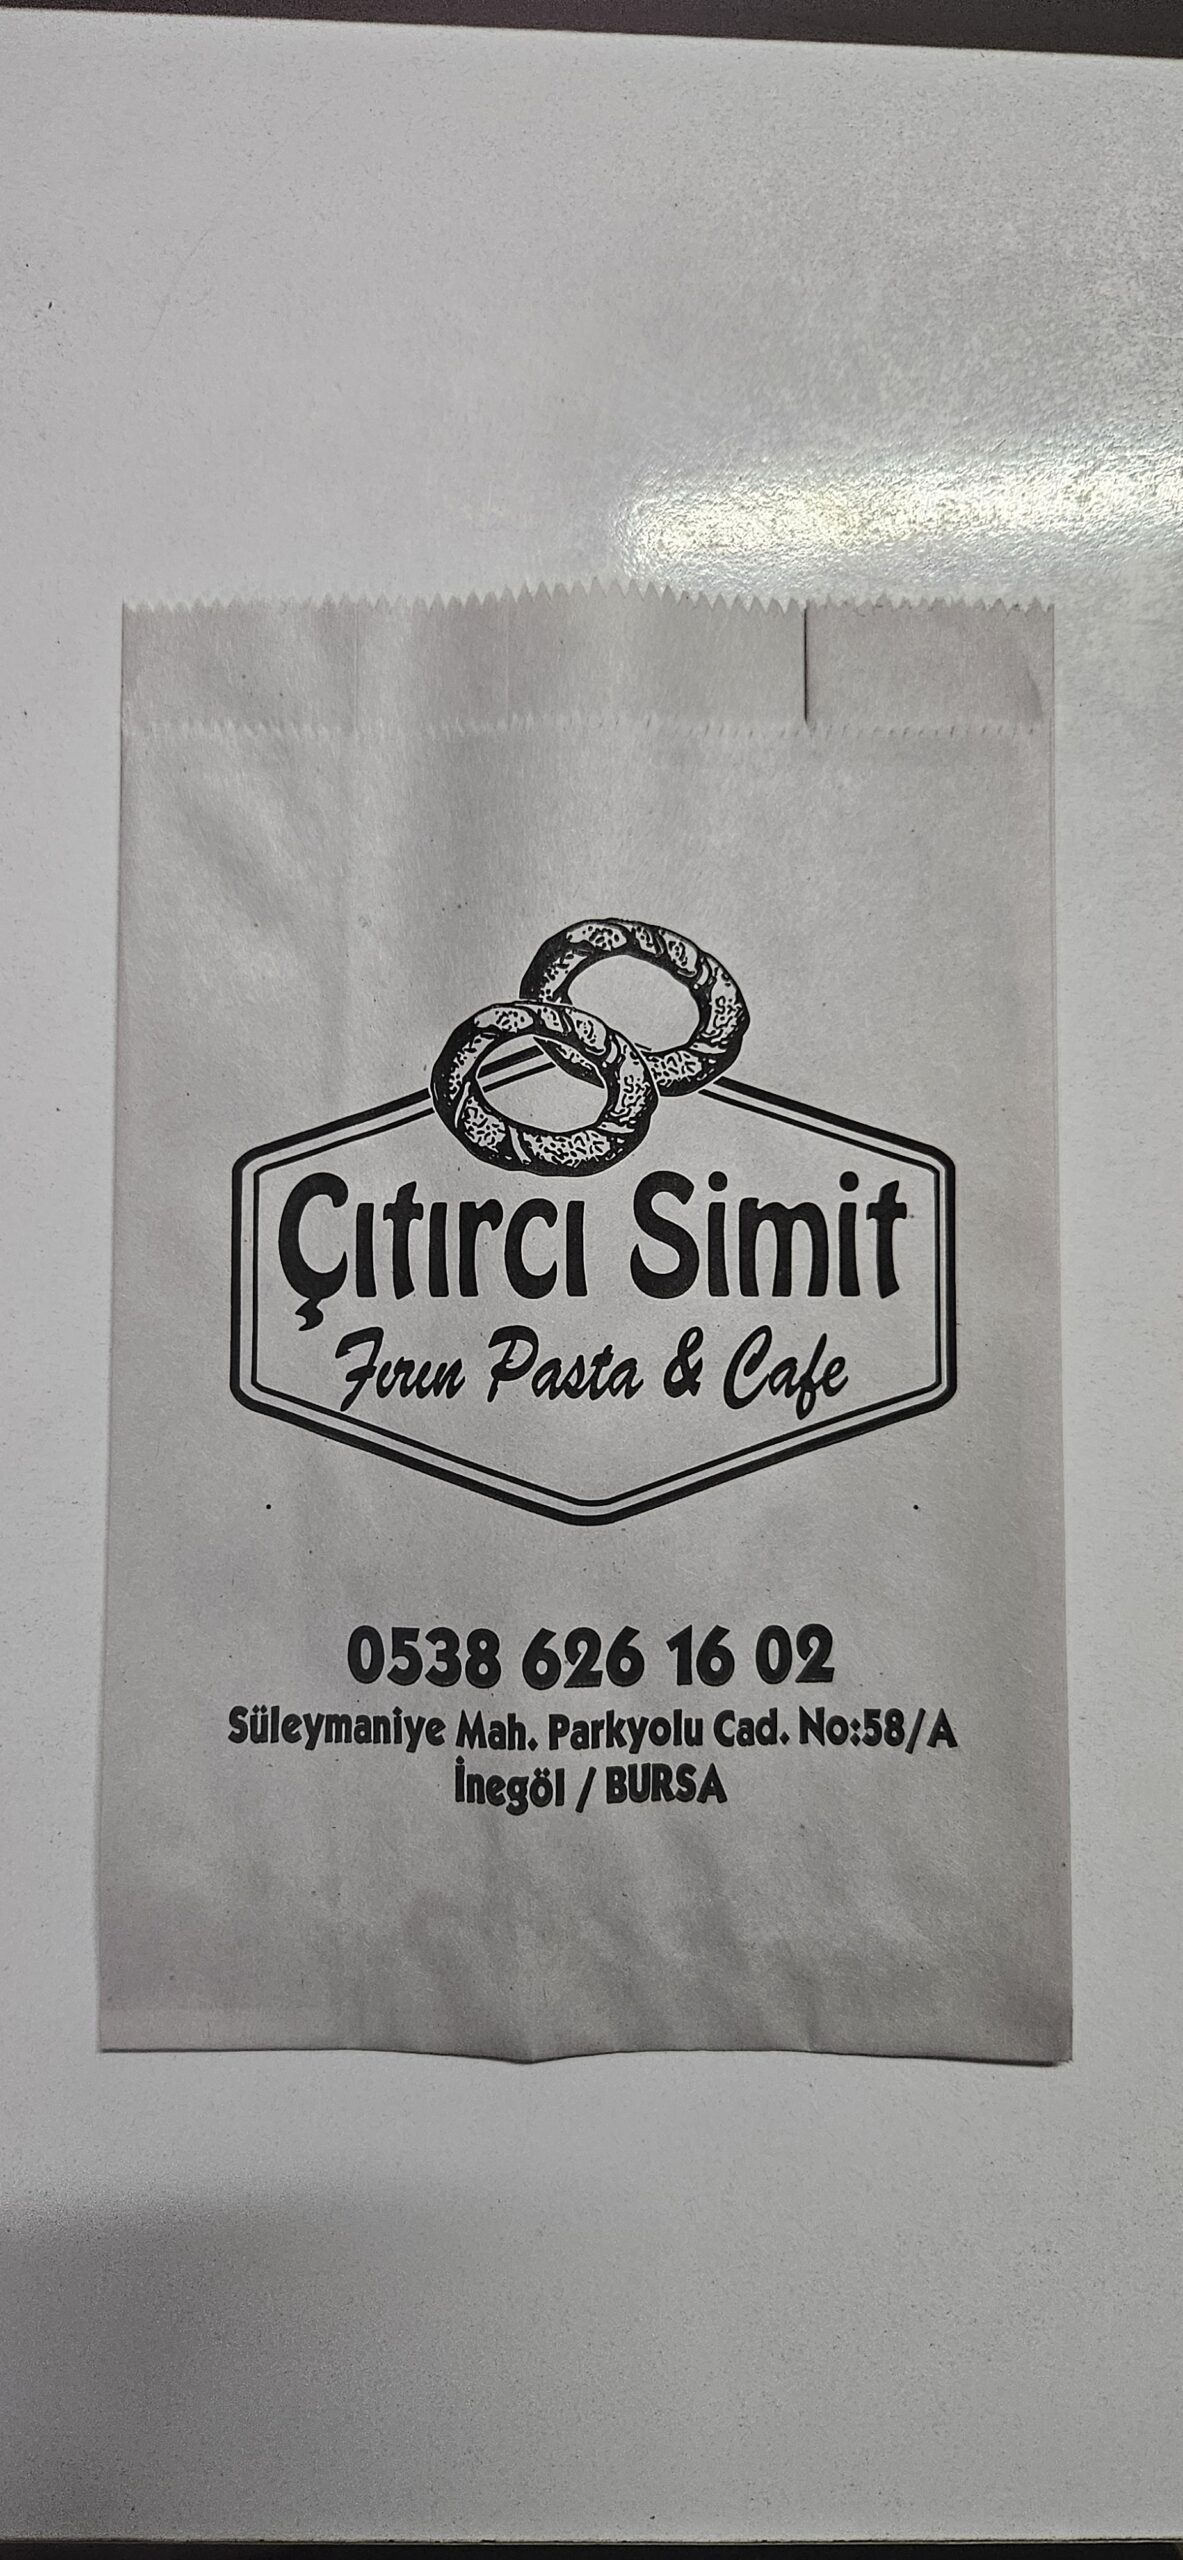 Çıtırcı Simit
Fırın Pasta & Cafe
0538 626 16 02
Süleymaniye Mah. Parkyolu Cad. No:58/A
İnegöl / BURSA